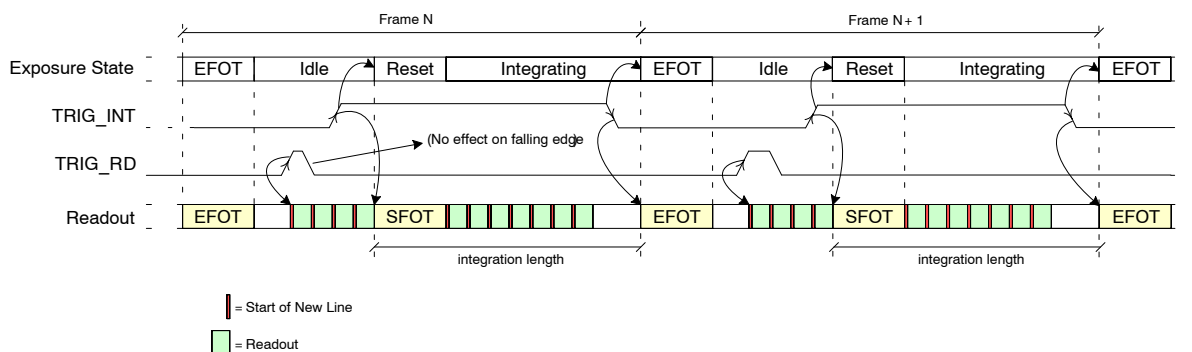 Frame N
Frame N+ 1
Exposure State EFOT Idle Reset Integrating EFOT Idle Reset Integrating EFOT
TRIG_INT
(No effect on falling edge)
TRIG_RD
Readout EFOT SFOT EFOT SFOT EFOT
integration length integration length
= Start of New Line
= Readout